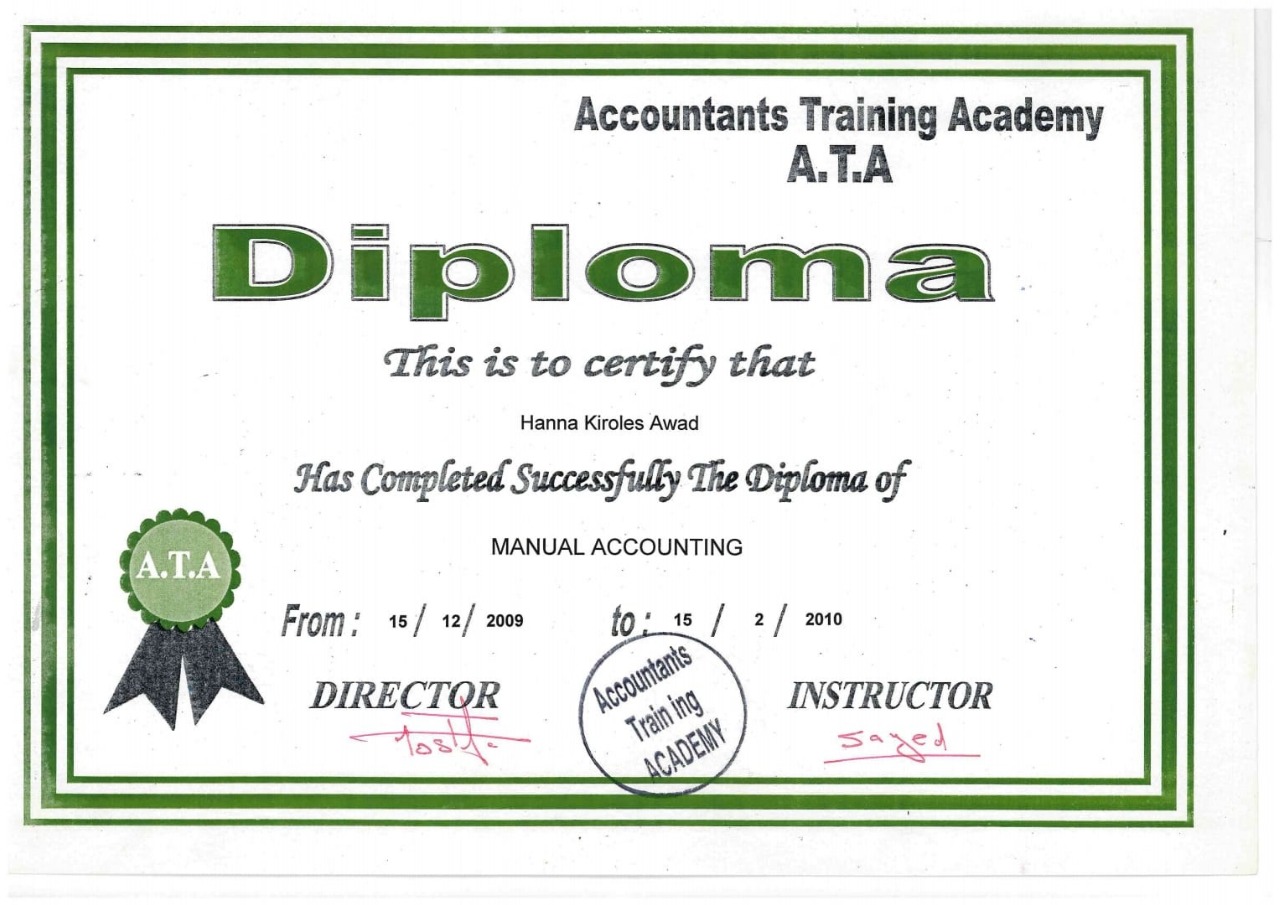 Accountants Training Academy
A.T.A
Diploma
This is to certify that
Hanna Kiroles Awad
Has Completed Successfully The Diploma of
MANUAL ACCOUNTING
A.T.A
From : 15 / 12 / 2009 to : 15 / 2 / 2010
DIRECTOR
INSTRUCTOR
sayed
Accountants
Train ing
ACADEMY